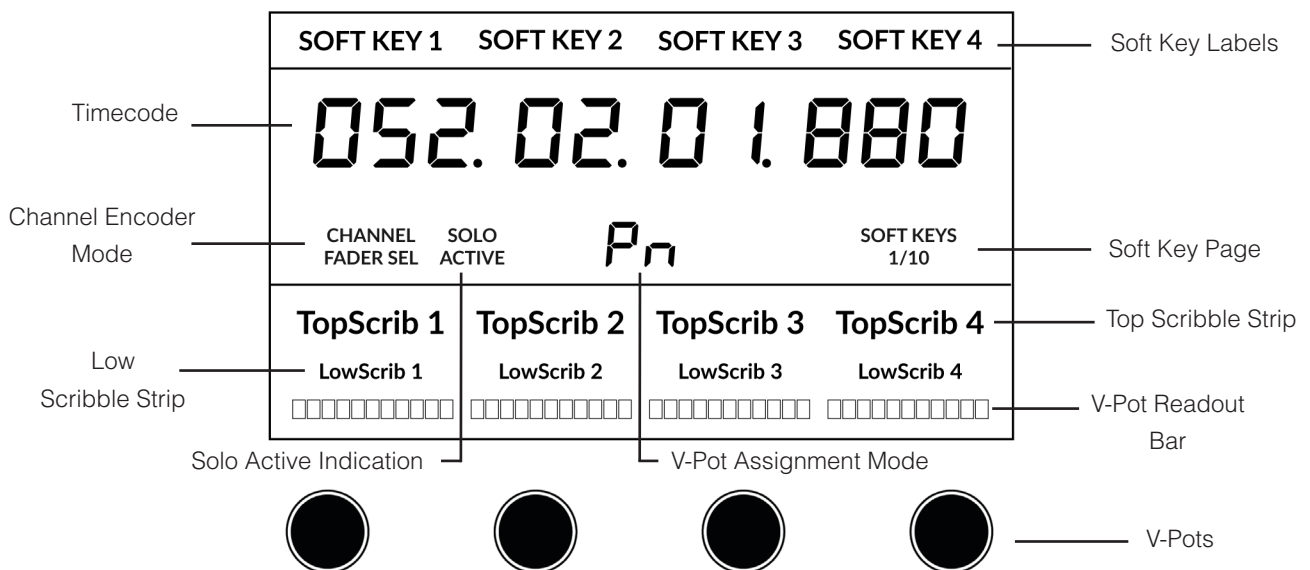 SOFT KEY 1 SOFT KEY 2 SOFT KEY 3 SOFT KEY 4
Soft Key Labels
Timecode
052. 02. 01. 880
Channel Encoder
Mode
CHANNEL
FADER SEL
SOLO
ACTIVE
Pn
SOFT KEYS
1/10
Soft Key Page
TopScrib 1 TopScrib 2 TopScrib 3 TopScrib 4
Top Scribble Strip
Low
Scribble Strip
LowScrib 1 LowScrib 2 LowScrib 3 LowScrib 4
V-Pot Readout
Bar
Solo Active Indication
V-Pot Assignment Mode
V-Pots